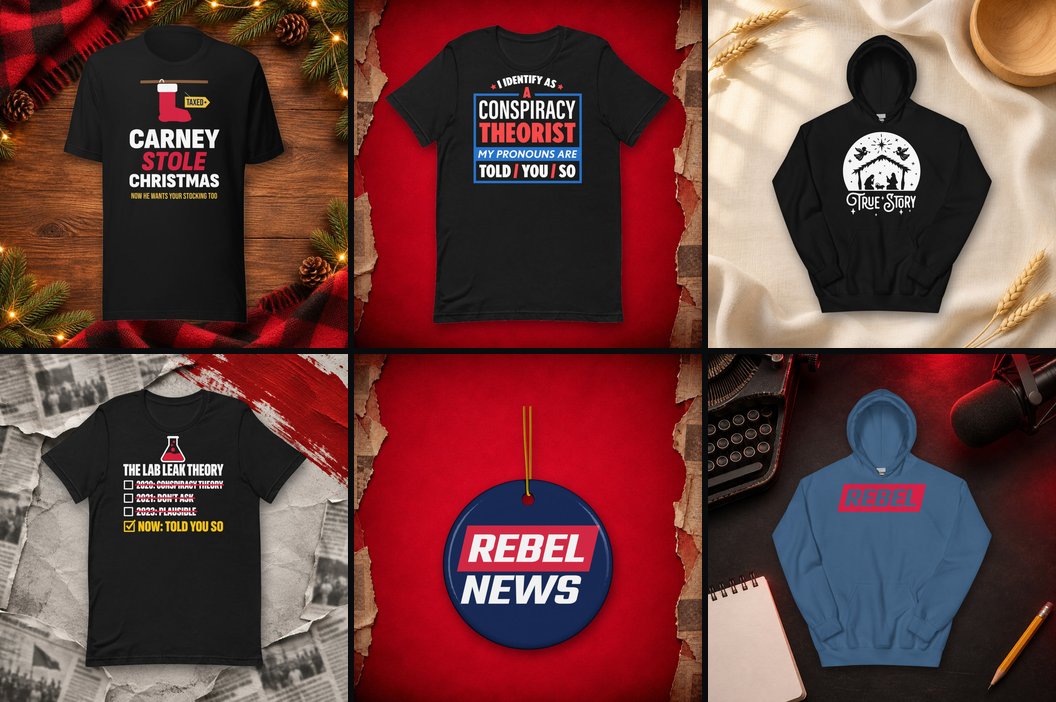 TAXED
CARNEY
STOLE
CHRISTMAS
NOW HE WANTS YOUR STOCKING TOO
I IDENTIFY AS
A
CONSPIRACY
THEORIST
MY PRONOUNS ARE
TOLD / YOU / SO
TRUE STORY
THE LAB LEAK THEORY
2020: CONSPIRACY THEORY
2021: DON'T ASK
2023: PLAUSIBLE
NOW: TOLD YOU SO
REBEL
NEWS
REBEL